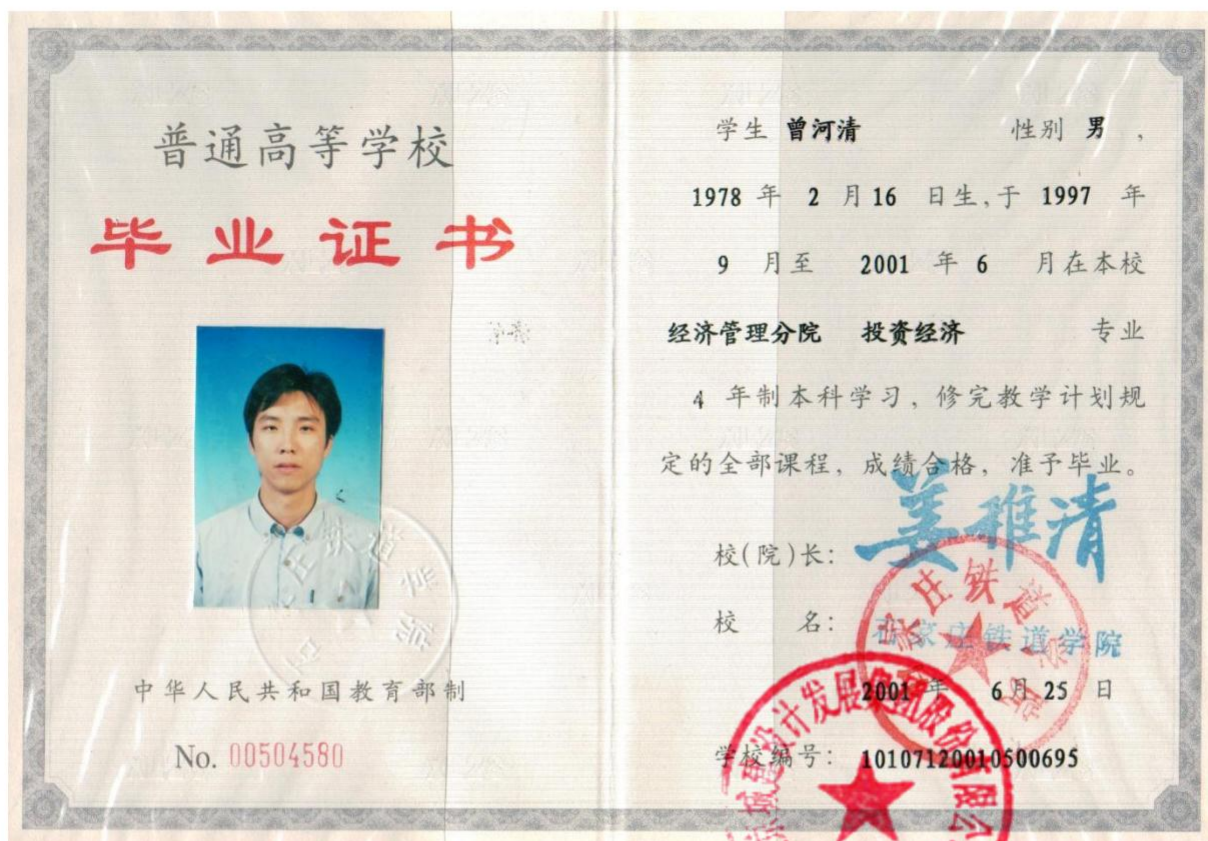 普通高等学校
毕业证书
中华人民共和国教育部制
No. 00504580
学生 曾河清 性别 男 ,
1978 年 2 月 16 日生,于 1997 年
9 月至 2001 年 6 月在本校
经济管理分院 投资经济 专业
4 年制本科学习, 修完教学计划规
定的全部课程, 成绩合格, 准予毕业。
校(院)长:
校 名: 石家庄铁道学院
2001 年 6 月 25 日
学校编号: 10107120010500695